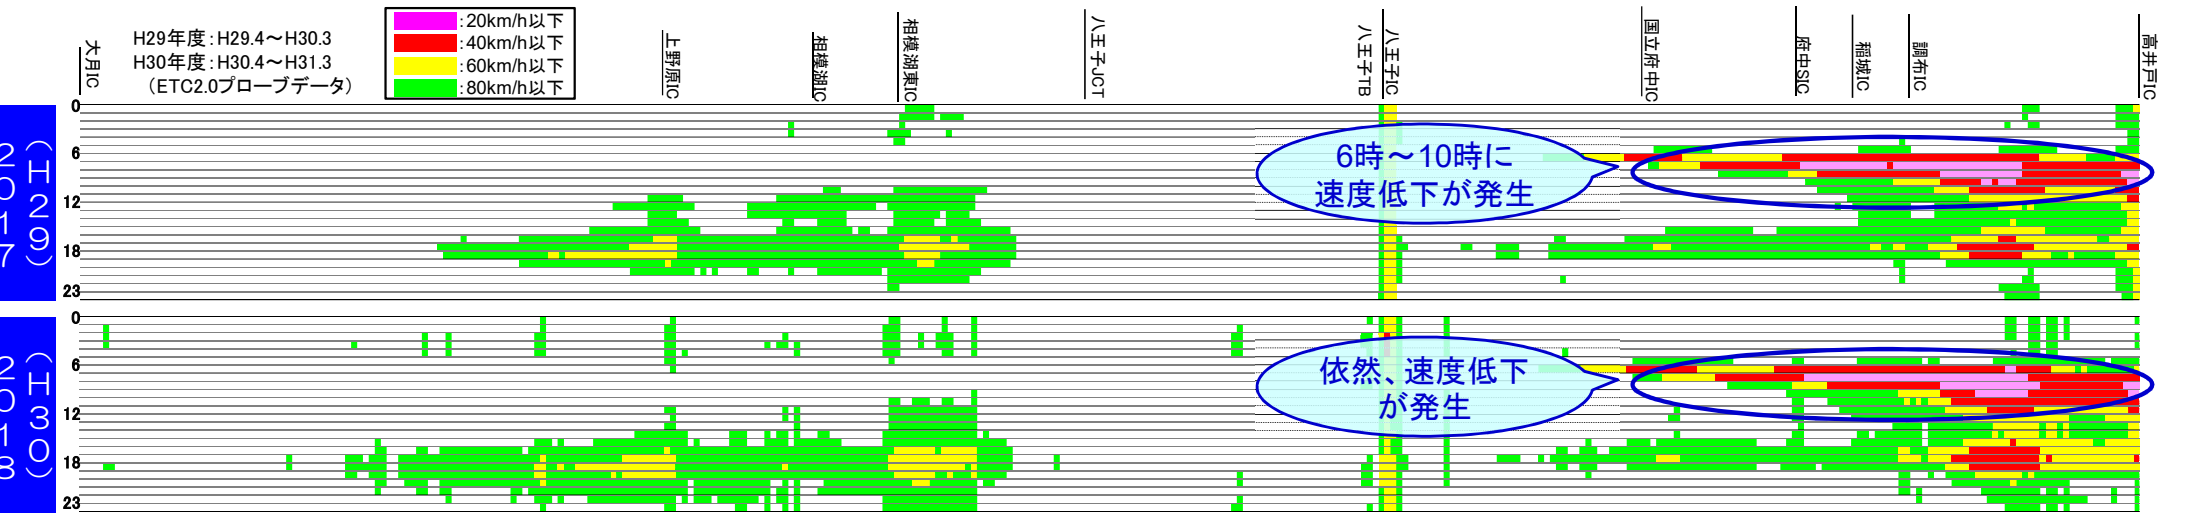 H29年度:H29.4～H30.3
H30年度:H30.4～H31.3
(ETC2.0プローブデータ)
:20km/h以下
:40km/h以下
:60km/h以下
:80km/h以下
大月IC
上野原IC
相模湖IC
相模湖東IC
八王子JCT
八王子TB
八王子IC
国立府中IC
府中SIC
稲城IC
調布IC
高井戸IC
2017
(H29)
0
6
12
18
23
6時～10時に
速度低下が発生
2018
(H30)
0
6
12
18
23
依然、速度低下
が発生